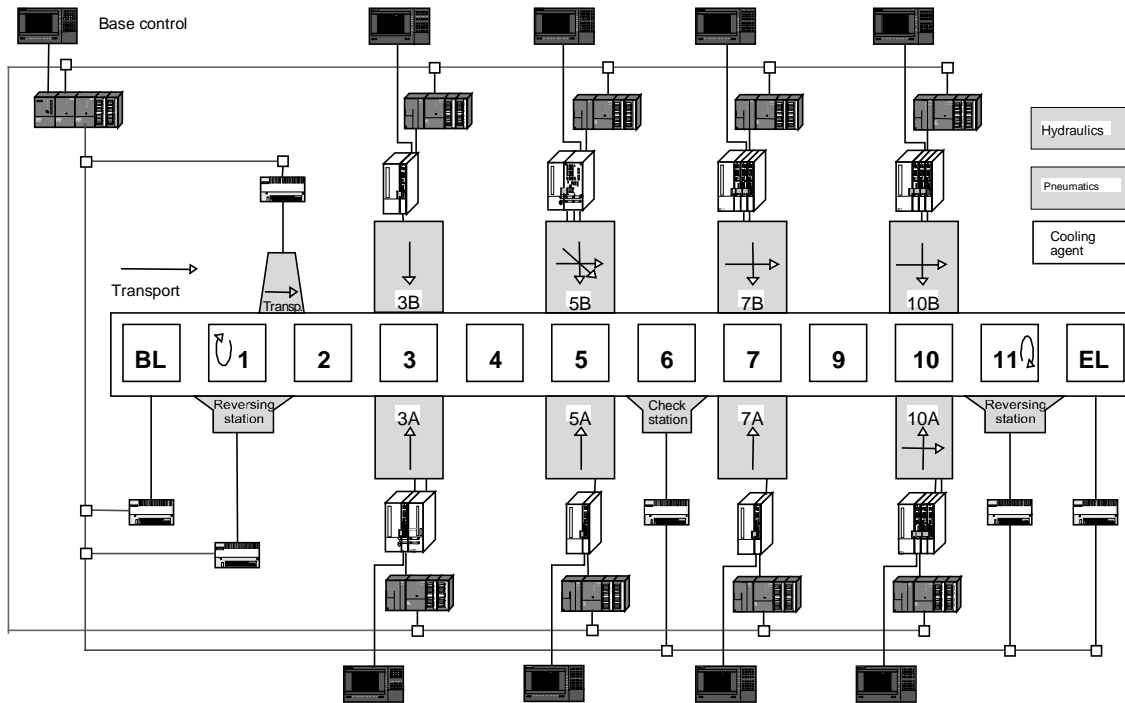 Base control
Hydraulics
Pneumatics
Cooling
agent
Transport
Transp.
3B
5B
7B
10B
BL
1
2
3
4
5
6
7
9
10
11
EL
Reversing
station
3A
5A
Check
station
7A
10A
Reversing
station